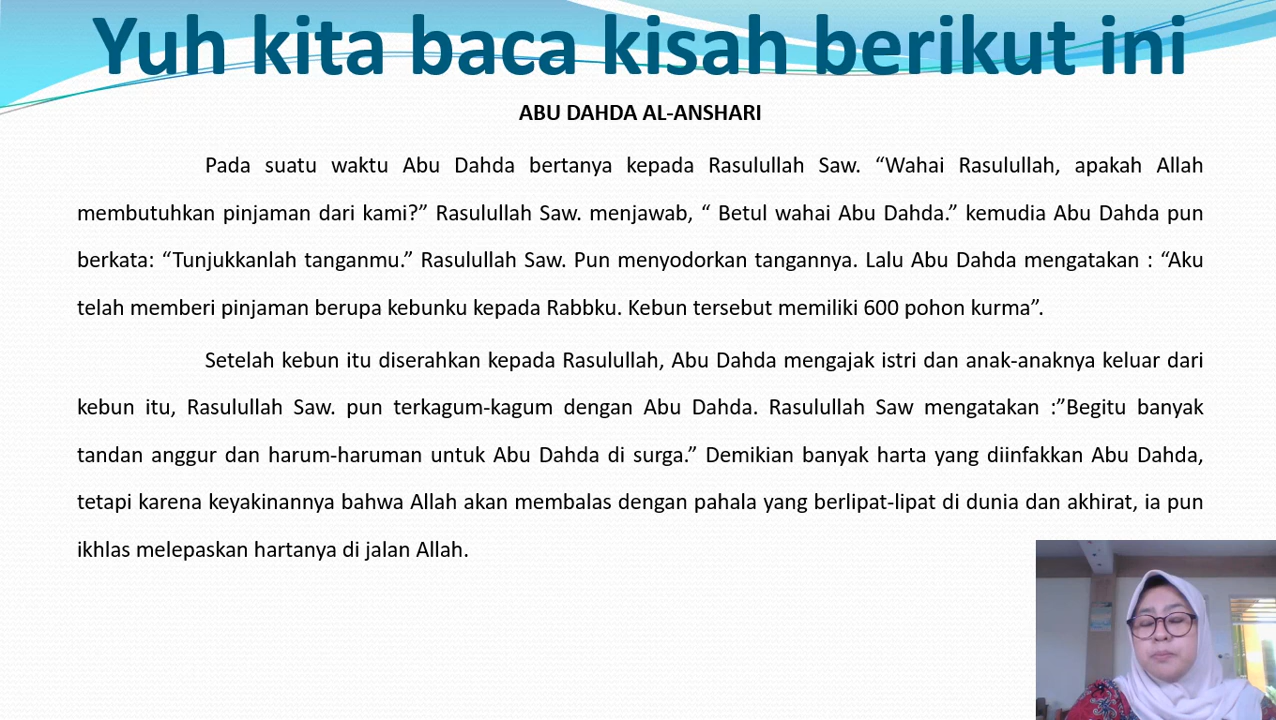 Yuh kita baca kisah berikut ini
ABU DAHDA AL-ANSHARI
Pada suatu waktu Abu Dahda bertanya kepada Rasulullah Saw. “Wahai Rasulullah, apakah Allah
membutuhkan pinjaman dari kami?” Rasulullah Saw. menjawab, “ Betul wahai Abu Dahda.” kemudia Abu Dahda pun
berkata: “Tunjukkanlah tanganmu.” Rasulullah Saw. Pun menyodorkan tangannya. Lalu Abu Dahda mengatakan : “Aku
telah memberi pinjaman berupa kebunku kepada Rabbku. Kebun tersebut memiliki 600 pohon kurma”.
Setelah kebun itu diserahkan kepada Rasulullah, Abu Dahda mengajak istri dan anak-anaknya keluar dari
kebun itu, Rasulullah Saw. pun terkagum-kagum dengan Abu Dahda. Rasulullah Saw mengatakan :”Begitu banyak
tandan anggur dan harum-haruman untuk Abu Dahda di surga.” Demikian banyak harta yang diinfakkan Abu Dahda,
tetapi karena keyakinannya bahwa Allah akan membalas dengan pahala yang berlipat-lipat di dunia dan akhirat, ia pun
ikhlas melepaskan hartanya di jalan Allah.